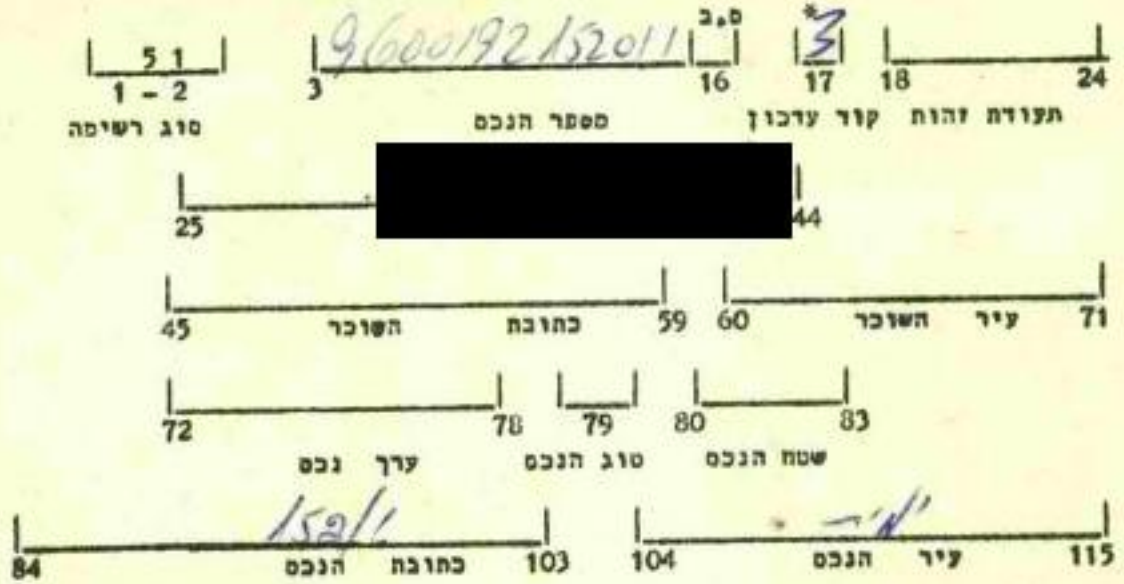 51 9600192152011 ס.ב *3
1 - 2 3 16 17 18 24
סוג רשימה מספר הנכס קוד עדכון תעודת זהות
25 44
45 כתובת השוכר 59 60 עיר השוכר 71
72 78 79 80 83
ערך נכס סוג הנכס שטח הנכס
152/1
84 כתובת הנכס 103 104 עיר הנכס 115